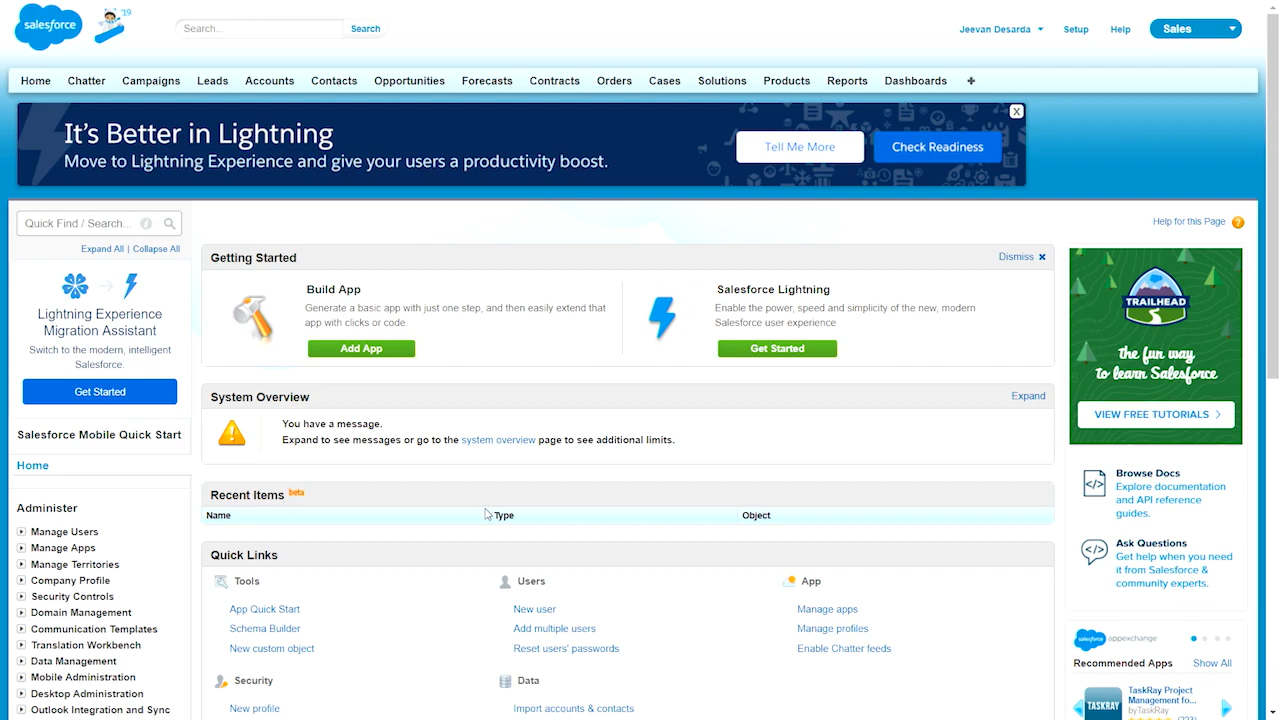 salesforce
'19
Search...
Search
Jeevan Desarda
Setup
Help
Sales
Home
Chatter
Campaigns
Leads
Accounts
Contacts
Opportunities
Forecasts
Contracts
Orders
Cases
Solutions
Products
Reports
Dashboards
+
It's Better in Lightning
Move to Lightning Experience and give your users a productivity boost.
Tell Me More
Check Readiness
X
Quick Find / Search...
Expand All | Collapse All
Lightning Experience
Migration Assistant
Switch to the modern, intelligent
Salesforce.
Get Started
Salesforce Mobile Quick Start
Home
Administer
Manage Users
Manage Apps
Manage Territories
Company Profile
Security Controls
Domain Management
Communication Templates
Translation Workbench
Data Management
Mobile Administration
Desktop Administration
Outlook Integration and Sync
Help for this Page
Getting Started
Dismiss
Build App
Generate a basic app with just one step, and then easily extend that
app with clicks or code.
Add App
Salesforce Lightning
Enable the power, speed and simplicity of the new, modern
Salesforce user experience
Get Started
System Overview
Expand
You have a message.
Expand to see messages or go to the system overview page to see additional limits.
Recent Items beta
Name
Type
Object
Quick Links
Tools
App Quick Start
Schema Builder
New custom object
Users
New user
Add multiple users
Reset users' passwords
App
Manage apps
Manage profiles
Enable Chatter feeds
Security
New profile
Data
Import accounts & contacts
TRAILHEAD
the fun way
to learn Salesforce
VIEW FREE TUTORIALS
Browse Docs
Explore documentation
and API reference
guides.
Ask Questions
Get help when you need
it from Salesforce &
community experts.
salesforce appexchange
Recommended Apps
Show All
TASKRAY
TaskRay Project
Management fo...
byTaskRay